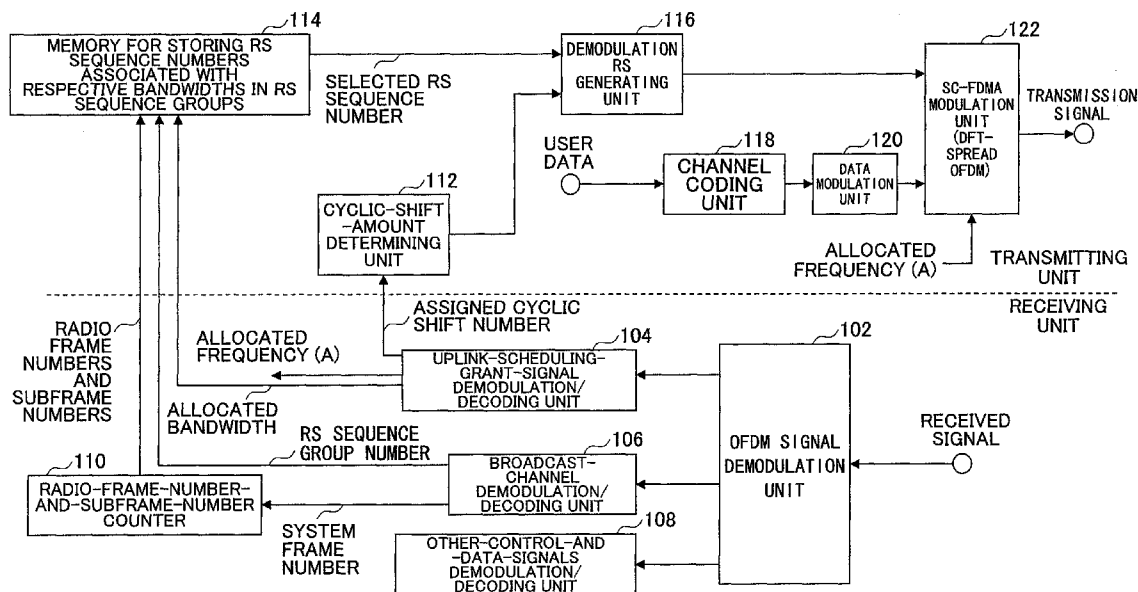 114
MEMORY FOR STORING RS
SEQUENCE NUMBERS
ASSOCIATED WITH
RESPECTIVE BANDWIDTHS IN RS
SEQUENCE GROUPS
SELECTED RS
SEQUENCE
NUMBER
116
DEMODULATION
RS
GENERATING
UNIT
122
SC-FDMA
MODULATION
UNIT
(DFT-
SPREAD
OFDM)
TRANSMISSION
SIGNAL
USER
DATA
118
CHANNEL
CODING
UNIT
120
DATA
MODULATION
UNIT
112
CYCLIC-SHIFT
-AMOUNT
DETERMINING
UNIT
ALLOCATED
FREQUENCY (A)
TRANSMITTING
UNIT
RECEIVING
UNIT
RADIO
FRAME
NUMBERS
AND
SUBFRAME
NUMBERS
ASSIGNED CYCLIC
SHIFT NUMBER
ALLOCATED
FREQUENCY (A)
104
UPLINK-SCHEDULING-
GRANT-SIGNAL
DEMODULATION/
DECODING UNIT
102
OFDM SIGNAL
DEMODULATION
UNIT
ALLOCATED
BANDWIDTH
RECEIVED
SIGNAL
RS SEQUENCE
GROUP NUMBER
106
BROADCAST-
CHANNEL
DEMODULATION/
DECODING UNIT
110
RADIO-FRAME-NUMBER-
AND-SUBFRAME-NUMBER
COUNTER
SYSTEM
FRAME
NUMBER
108
OTHER-CONTROL-AND
-DATA-SIGNALS
DEMODULATION/
DECODING UNIT